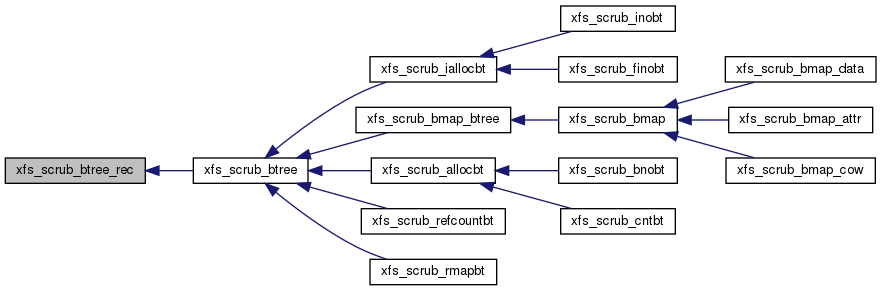 xfs_scrub_inobt
xfs_scrub_iallocbt
xfs_scrub_finobt
xfs_scrub_bmap_data
xfs_scrub_bmap_btree
xfs_scrub_bmap
xfs_scrub_bmap_attr
xfs_scrub_btree_rec
xfs_scrub_btree
xfs_scrub_allocbt
xfs_scrub_bnobt
xfs_scrub_bmap_cow
xfs_scrub_refcountbt
xfs_scrub_cntbt
xfs_scrub_rmapbt